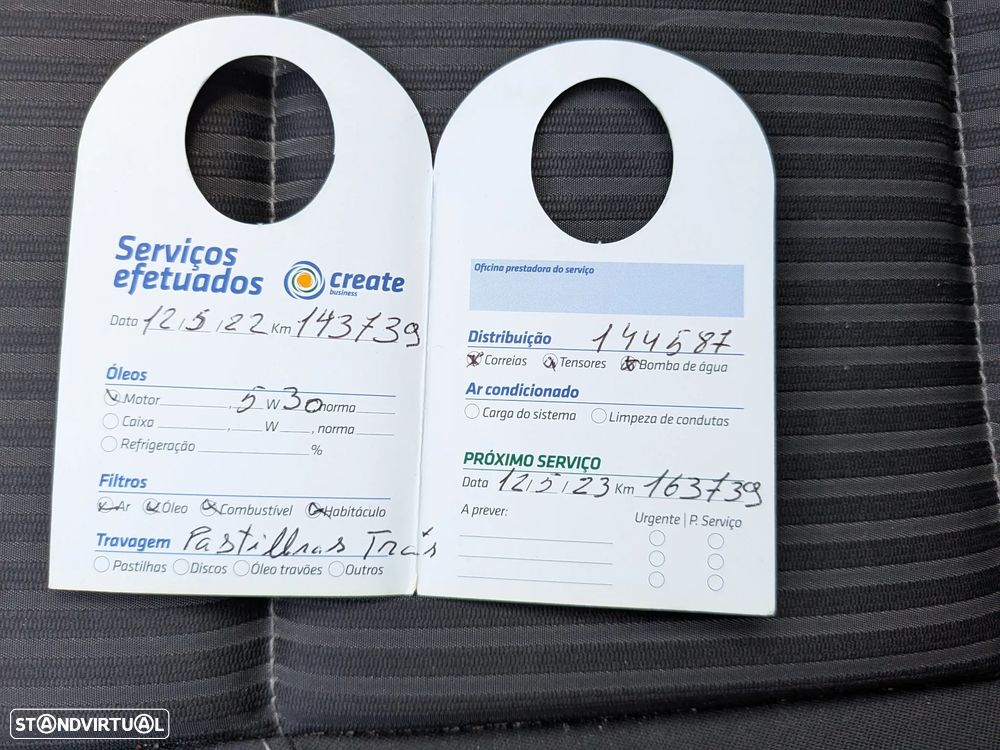 Serviços
efetuados
create
business
Data 12, 5, 22 Km 143739
Óleos
Motor , 5 W 30 norma
Caixa , W , norma
Refrigeração %
Filtros
Ar Óleo Combustível Habitáculo
Travagem Pastilhas Trás
Pastilhas Discos Óleo travões Outros
Oficina prestadora do serviço
Distribuição 144587
Correias Tensores Bomba de água
Ar condicionado
Carga do sistema Limpeza de condutas
PRÓXIMO SERVIÇO
Data 12, 5, 23 Km 163739
A prever: Urgente | P. Serviço
STANDVIRTUAL